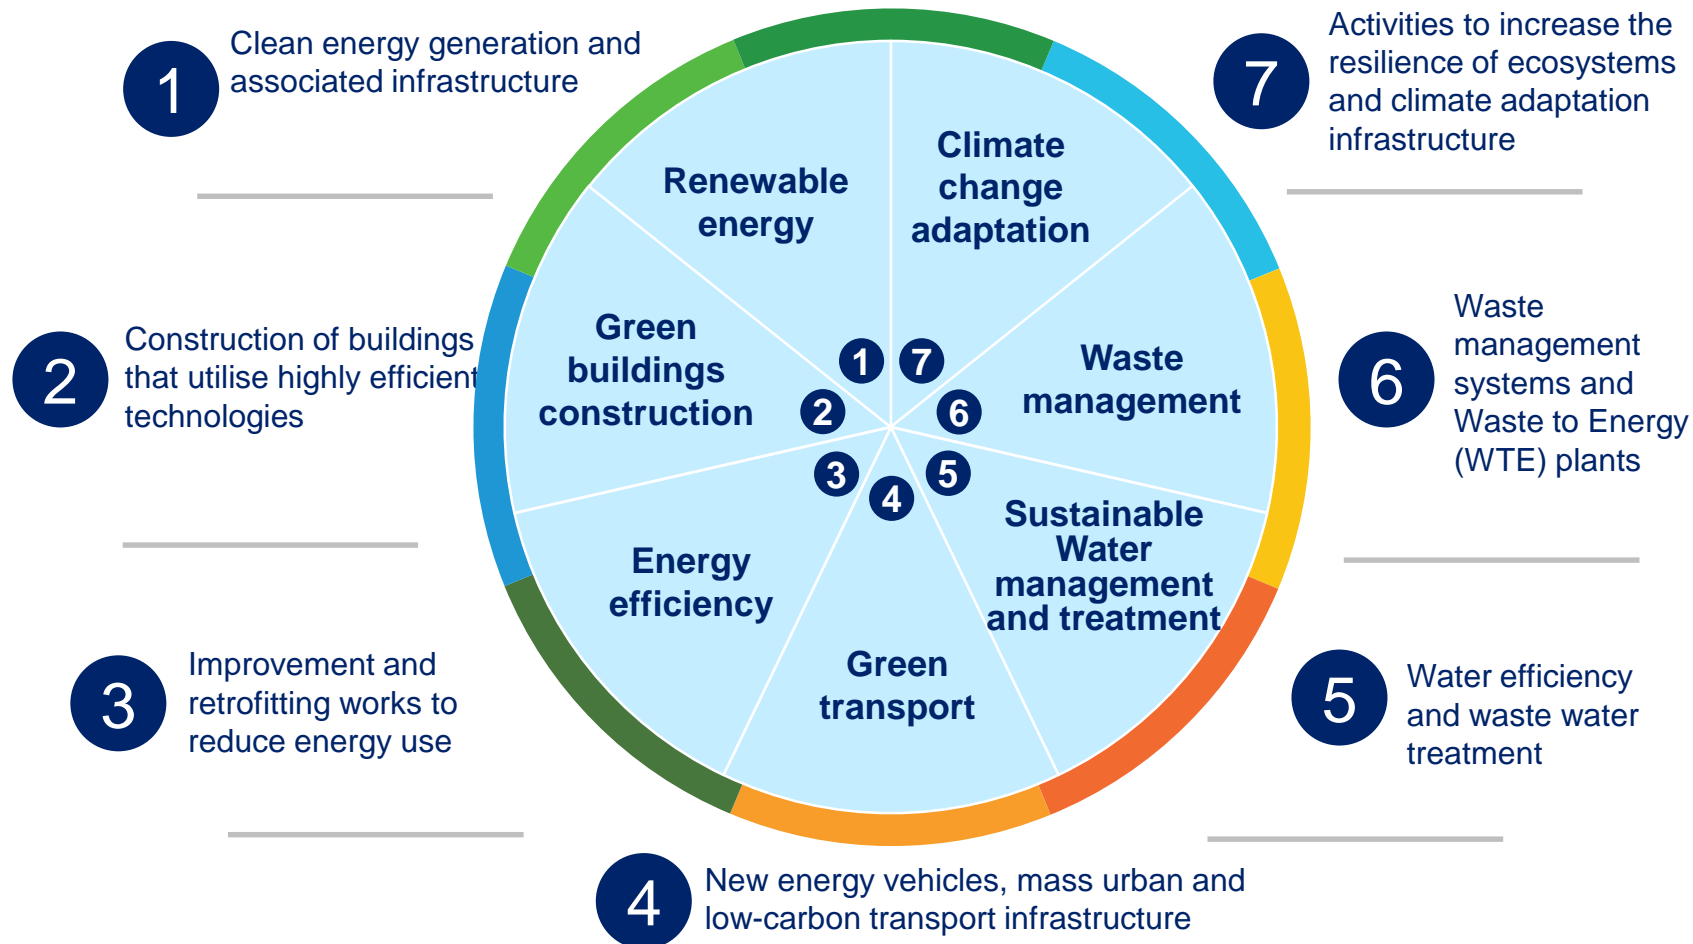 1
Clean energy generation and
associated infrastructure
2
Construction of buildings
that utilise highly efficient
technologies
3
Improvement and
retrofitting works to
reduce energy use
4
New energy vehicles, mass urban and
low-carbon transport infrastructure
5
Water efficiency
and waste water
treatment
6
Waste
management
systems and
Waste to Energy
(WTE) plants
7
Activities to increase the
resilience of ecosystems
and climate adaptation
infrastructure
Renewable
energy
1
Green
buildings
construction
2
Energy
efficiency
3
Green
transport
4
Sustainable
Water
management
and treatment
5
Waste
management
6
Climate
change
adaptation
7